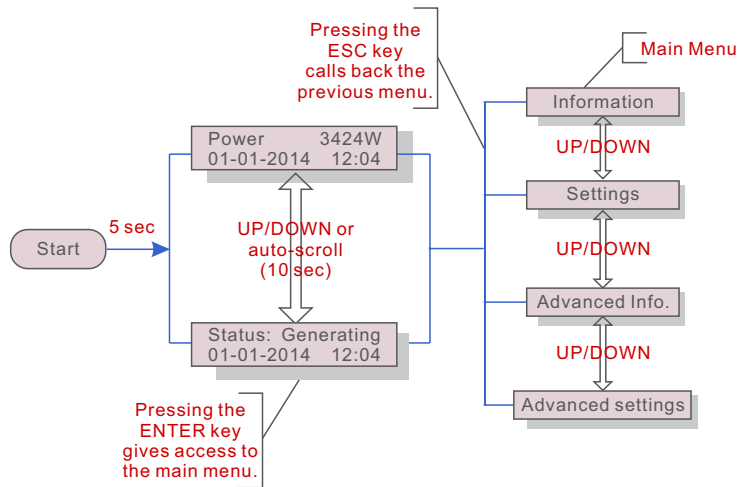 Pressing the
ESC key
calls back the
previous menu.
Main Menu
Information
UP/DOWN
Settings
UP/DOWN
Advanced Info.
UP/DOWN
Advanced settings
Power 3424W
01-01-2014 12:04
UP/DOWN or
auto-scroll
(10 sec)
Status: Generating
01-01-2014 12:04
Start
5 sec
Pressing the
ENTER key
gives access to
the main menu.